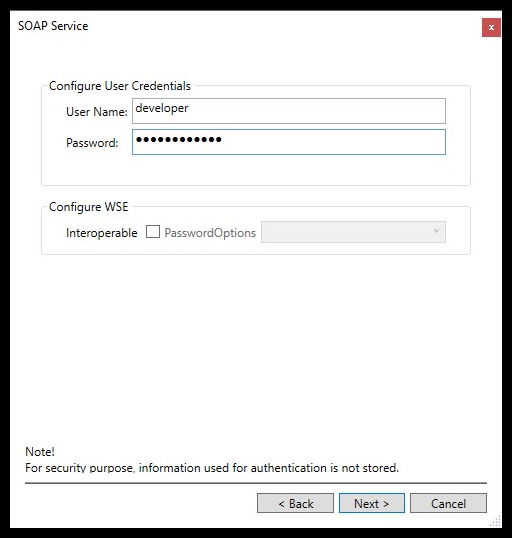 SOAP Service
x
Configure User Credentials
User Name: developer
Password: ●●●●●●●●●●●●
Configure WSE
Interoperable PasswordOptions
Note!
For security purpose, information used for authentication is not stored.
< Back Next > Cancel